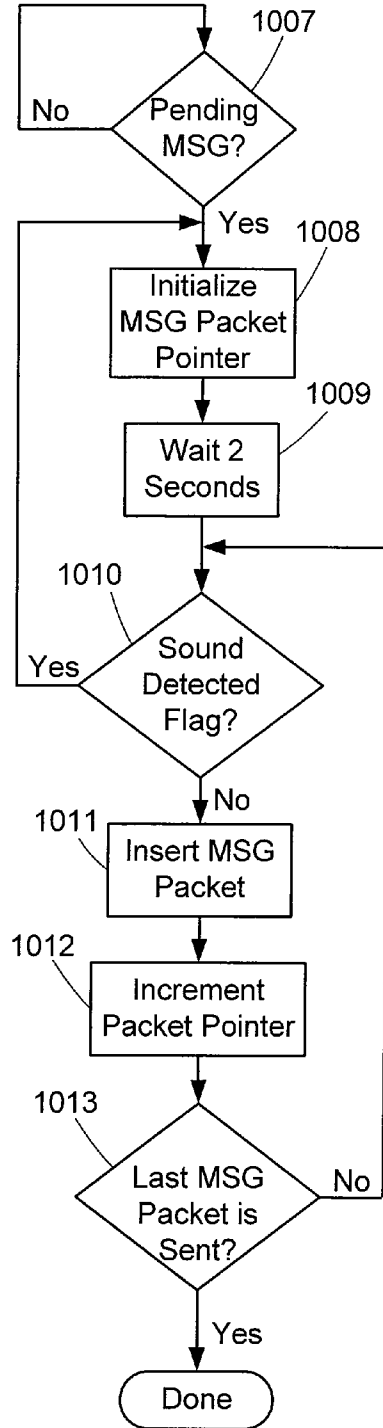 1007
No
Pending
MSG?
Yes
1008
Initialize
MSG Packet
Pointer
1009
Wait 2
Seconds
1010
Yes
Sound
Detected
Flag?
No
1011
Insert MSG
Packet
1012
Increment
Packet Pointer
1013
Last MSG
Packet is
Sent?
No
Yes
Done